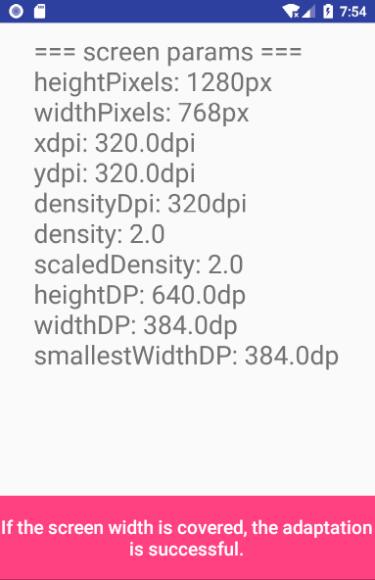 7:54
=== screen params ===
heightPixels: 1280px
widthPixels: 768px
xdpi: 320.0dpi
ydpi: 320.0dpi
densityDpi: 320dpi
density: 2.0
scaledDensity: 2.0
heightDP: 640.0dp
widthDP: 384.0dp
smallestWidthDP: 384.0dp
If the screen width is covered, the adaptation
is successful.